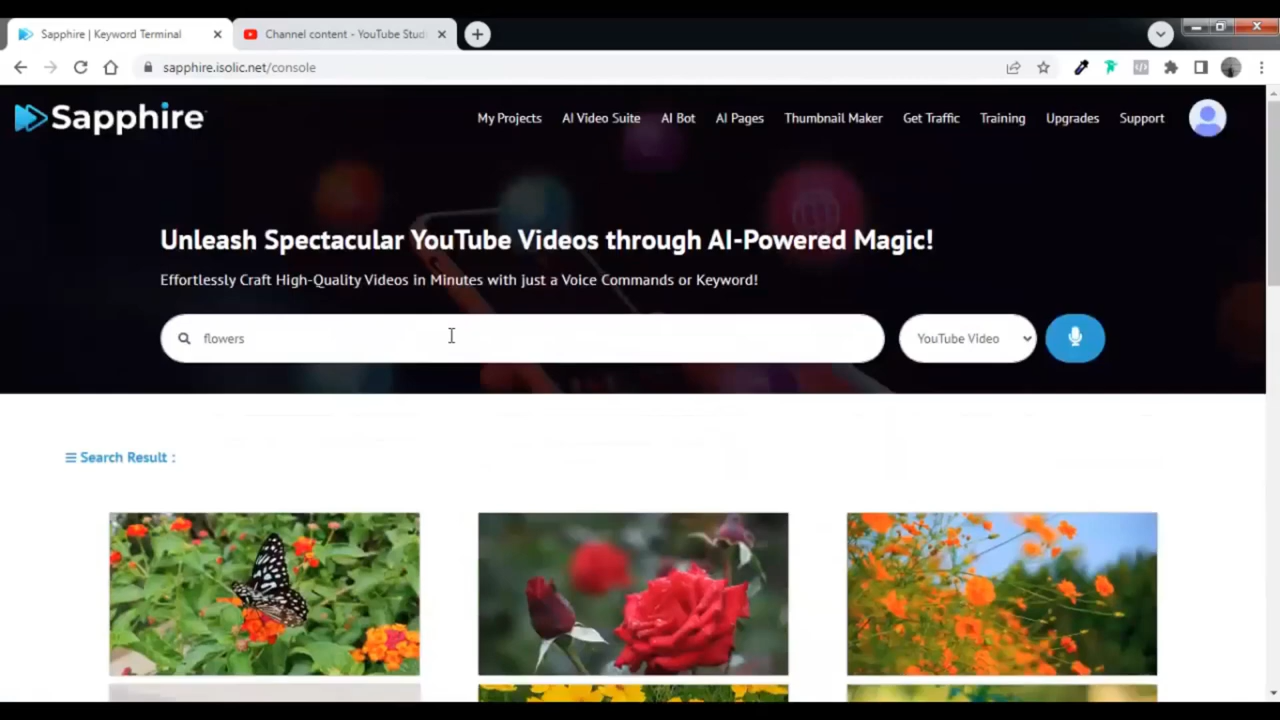 Sapphire | Keyword Terminal
Channel content - YouTube Stud
sapphire.isolic.net/console
Sapphire
My Projects
AI Video Suite
AI Bot
AI Pages
Thumbnail Maker
Get Traffic
Training
Upgrades
Support
Unleash Spectacular YouTube Videos through AI-Powered Magic!
Effortlessly Craft High-Quality Videos in Minutes with just a Voice Commands or Keyword!
flowers
YouTube Video
Search Result :